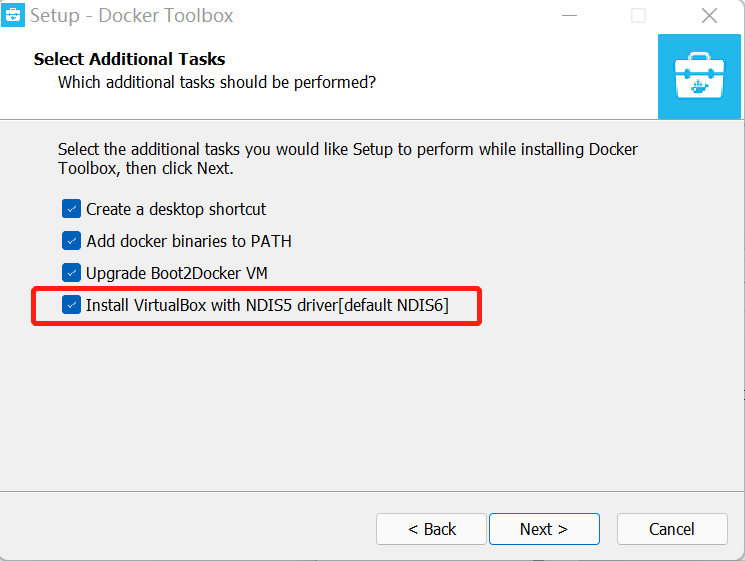 Setup - Docker Toolbox
Select Additional Tasks
Which additional tasks should be performed?
Select the additional tasks you would like Setup to perform while installing Docker
Toolbox, then click Next.
Create a desktop shortcut
Add docker binaries to PATH
Upgrade Boot2Docker VM
Install VirtualBox with NDIS5 driver[default NDIS6]
< Back
Next >
Cancel